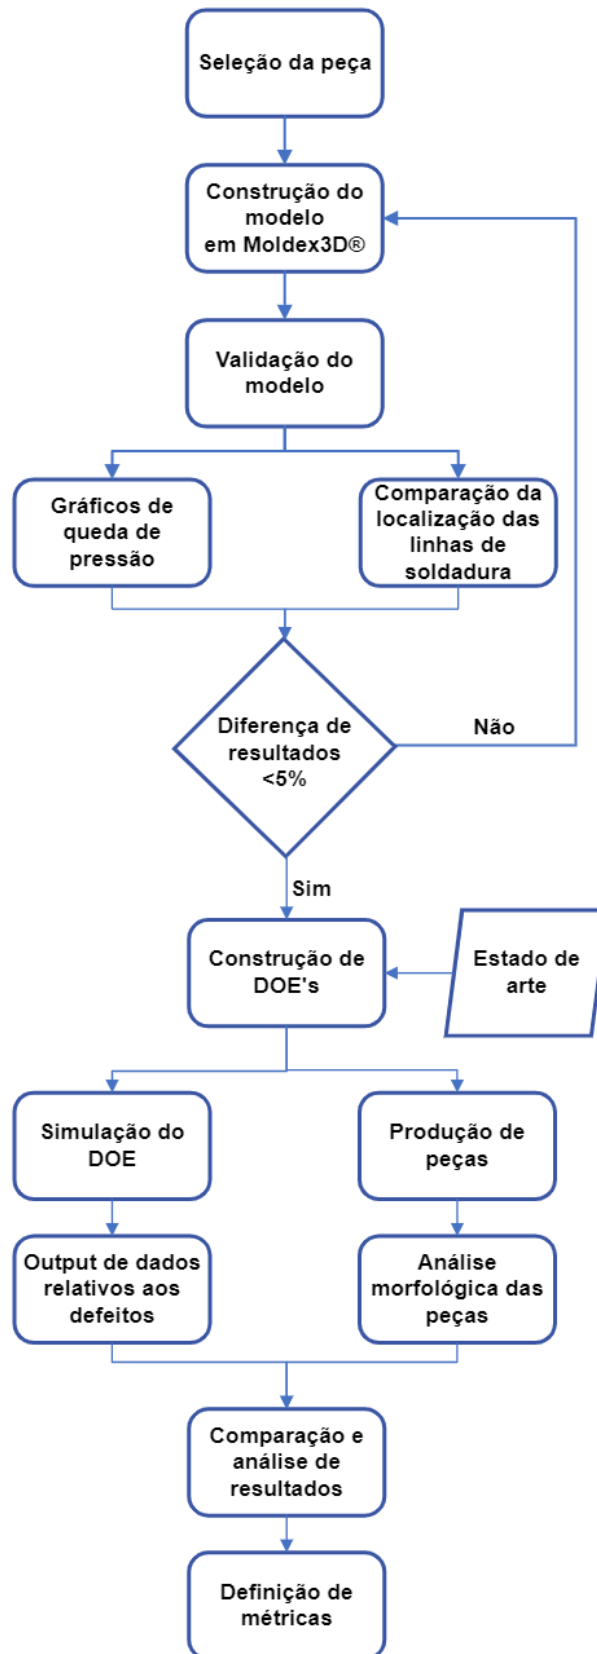 Seleção da peça
Construção do
modelo
em Moldex3D®
Validação do
modelo
Gráficos de
queda de
pressão
Comparação da
localização das
linhas de
soldadura
Diferença de
resultados
<5%
Não
Sim
Construção de
DOE's
Estado de
arte
Simulação do
DOE
Produção de
peças
Output de dados
relativos aos
defeitos
Análise
morfológica das
peças
Comparação e
análise de
resultados
Definição de
métricas